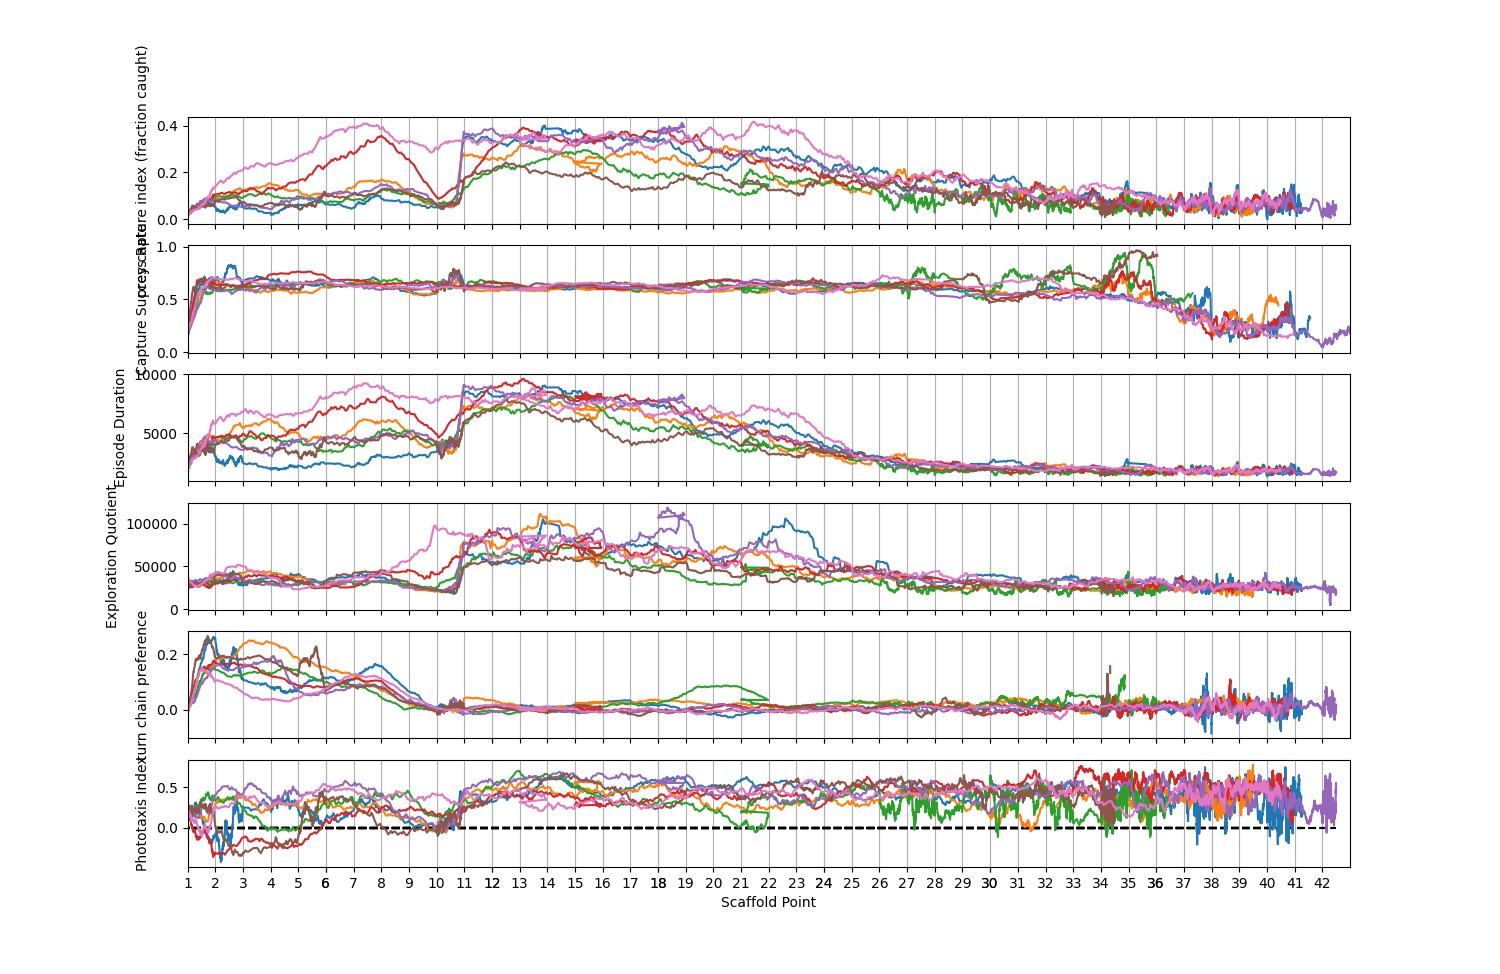 prey capture index (fraction caught)
0.4
0.2
0.0
Capture Success Rate
1.0
0.5
0.0
Episode Duration
10000
5000
Exploration Quotient
100000
50000
0
turn chain preference
0.2
0.0
Phototaxis Index
0.5
0.0
1 2 3 4 5 6 7 8 9 10 11 12 13 14 15 16 17 18 19 20 21 22 23 24 25 26 27 28 29 30 31 32 33 34 35 36 37 38 39 40 41 42
Scaffold Point